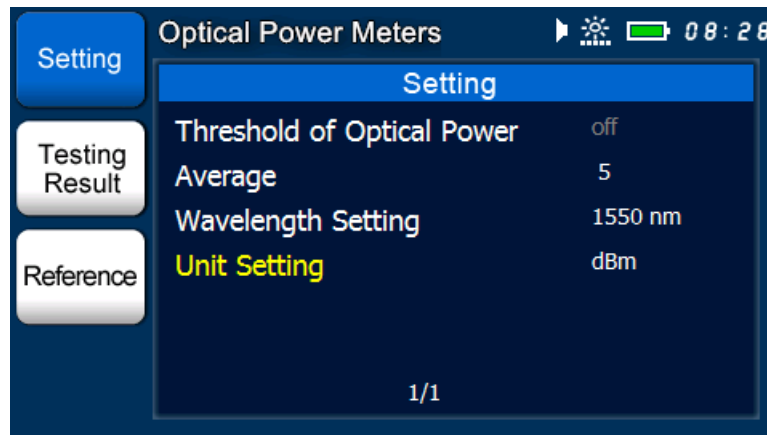 Optical Power Meters 08:28
Setting
Testing
Result
Reference
Setting
Threshold of Optical Power off
Average 5
Wavelength Setting 1550 nm
Unit Setting dBm
1/1